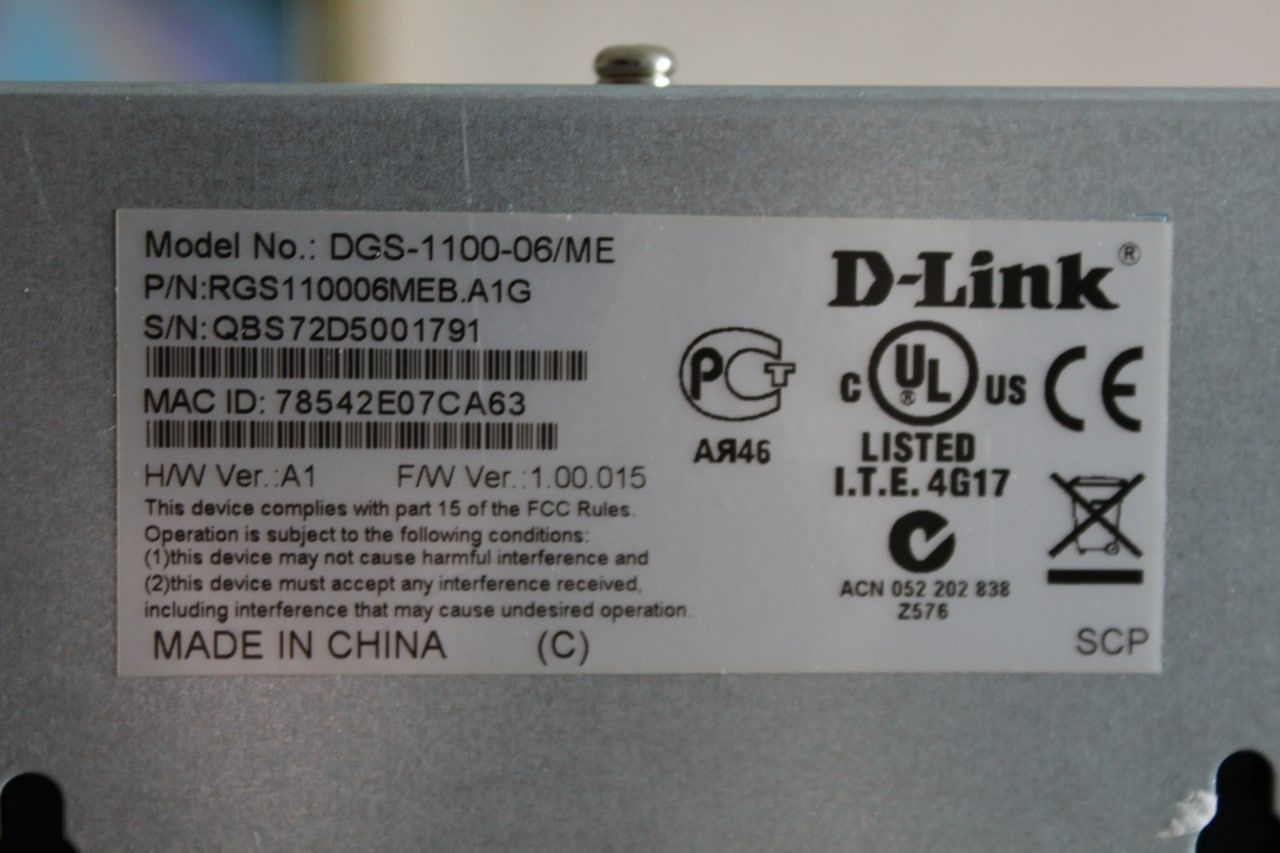 Model No.: DGS-1100-06/ME
P/N:RGS110006MEB.A1G
S/N:QBS72D5001791
MAC ID: 78542E07CA63
H/W Ver.:A1 F/W Ver.:1.00.015
This device complies with part 15 of the FCC Rules.
Operation is subject to the following conditions:
(1)this device may not cause harmful interference and
(2)this device must accept any interference received,
including interference that may cause undesired operation.
MADE IN CHINA (C)
D-Link®
РСТ
АЯ46
C UL® US
CE
LISTED
I.T.E. 4G17
ACN 052 202 838
Z576
SCP